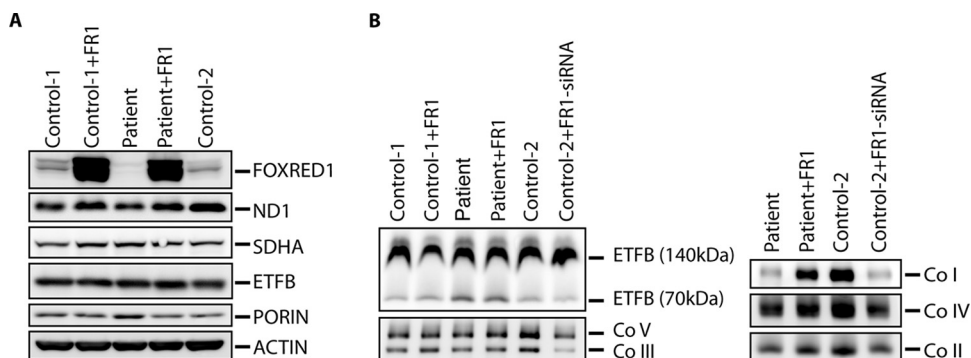 A
Control-1
Control-1+FR1
Patient
Patient+FR1
Control-2
FOXRED1
ND1
SDHA
ETFB
PORIN
ACTIN
B
Control-1
Control-1+FR1
Patient
Patient+FR1
Control-2
Control-2+FR1-siRNA
ETFB (140kDa)
ETFB (70kDa)
Co V
Co III
Patient
Patient+FR1
Control-2
Control-2+FR1-siRNA
Co I
Co IV
Co II